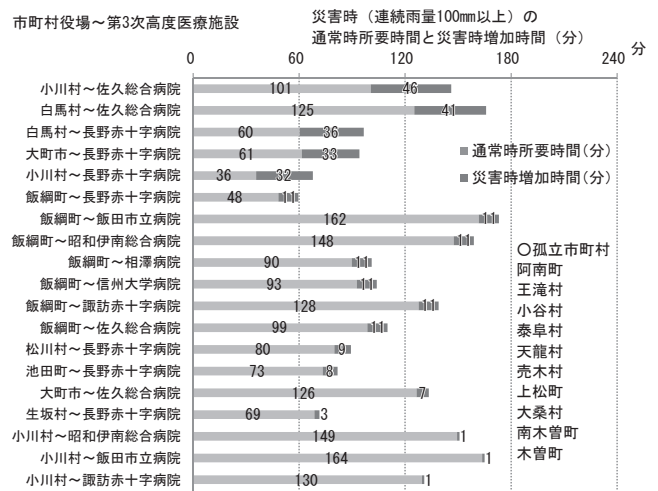 市町村役場～第3次高度医療施設
災害時（連続雨量100mm以上）の
通常時所要時間と災害時増加時間（分）
分
0 60 120 180 240
小川村～佐久総合病院 101 46
白馬村～佐久総合病院 125 41
白馬村～長野赤十字病院 60 36
大町市～長野赤十字病院 61 33
小川村～長野赤十字病院 36 32
飯綱町～長野赤十字病院 48 11
飯綱町～飯田市立病院 162 11
飯綱町～昭和伊南総合病院 148 11
飯綱町～相澤病院 90 11
飯綱町～信州大学病院 93 11
飯綱町～諏訪赤十字病院 128 11
飯綱町～佐久総合病院 99 11
松川村～長野赤十字病院 80 9
池田町～長野赤十字病院 73 8
大町市～佐久総合病院 126 7
生坂村～長野赤十字病院 69 3
小川村～昭和伊南総合病院 149 1
小川村～飯田市立病院 164 1
小川村～諏訪赤十字病院 130 1
通常時所要時間（分）
災害時増加時間（分）
○孤立市町村
阿南町
王滝村
小谷村
泰阜村
天龍村
売木村
上松町
大桑村
南木曽町
木曽町